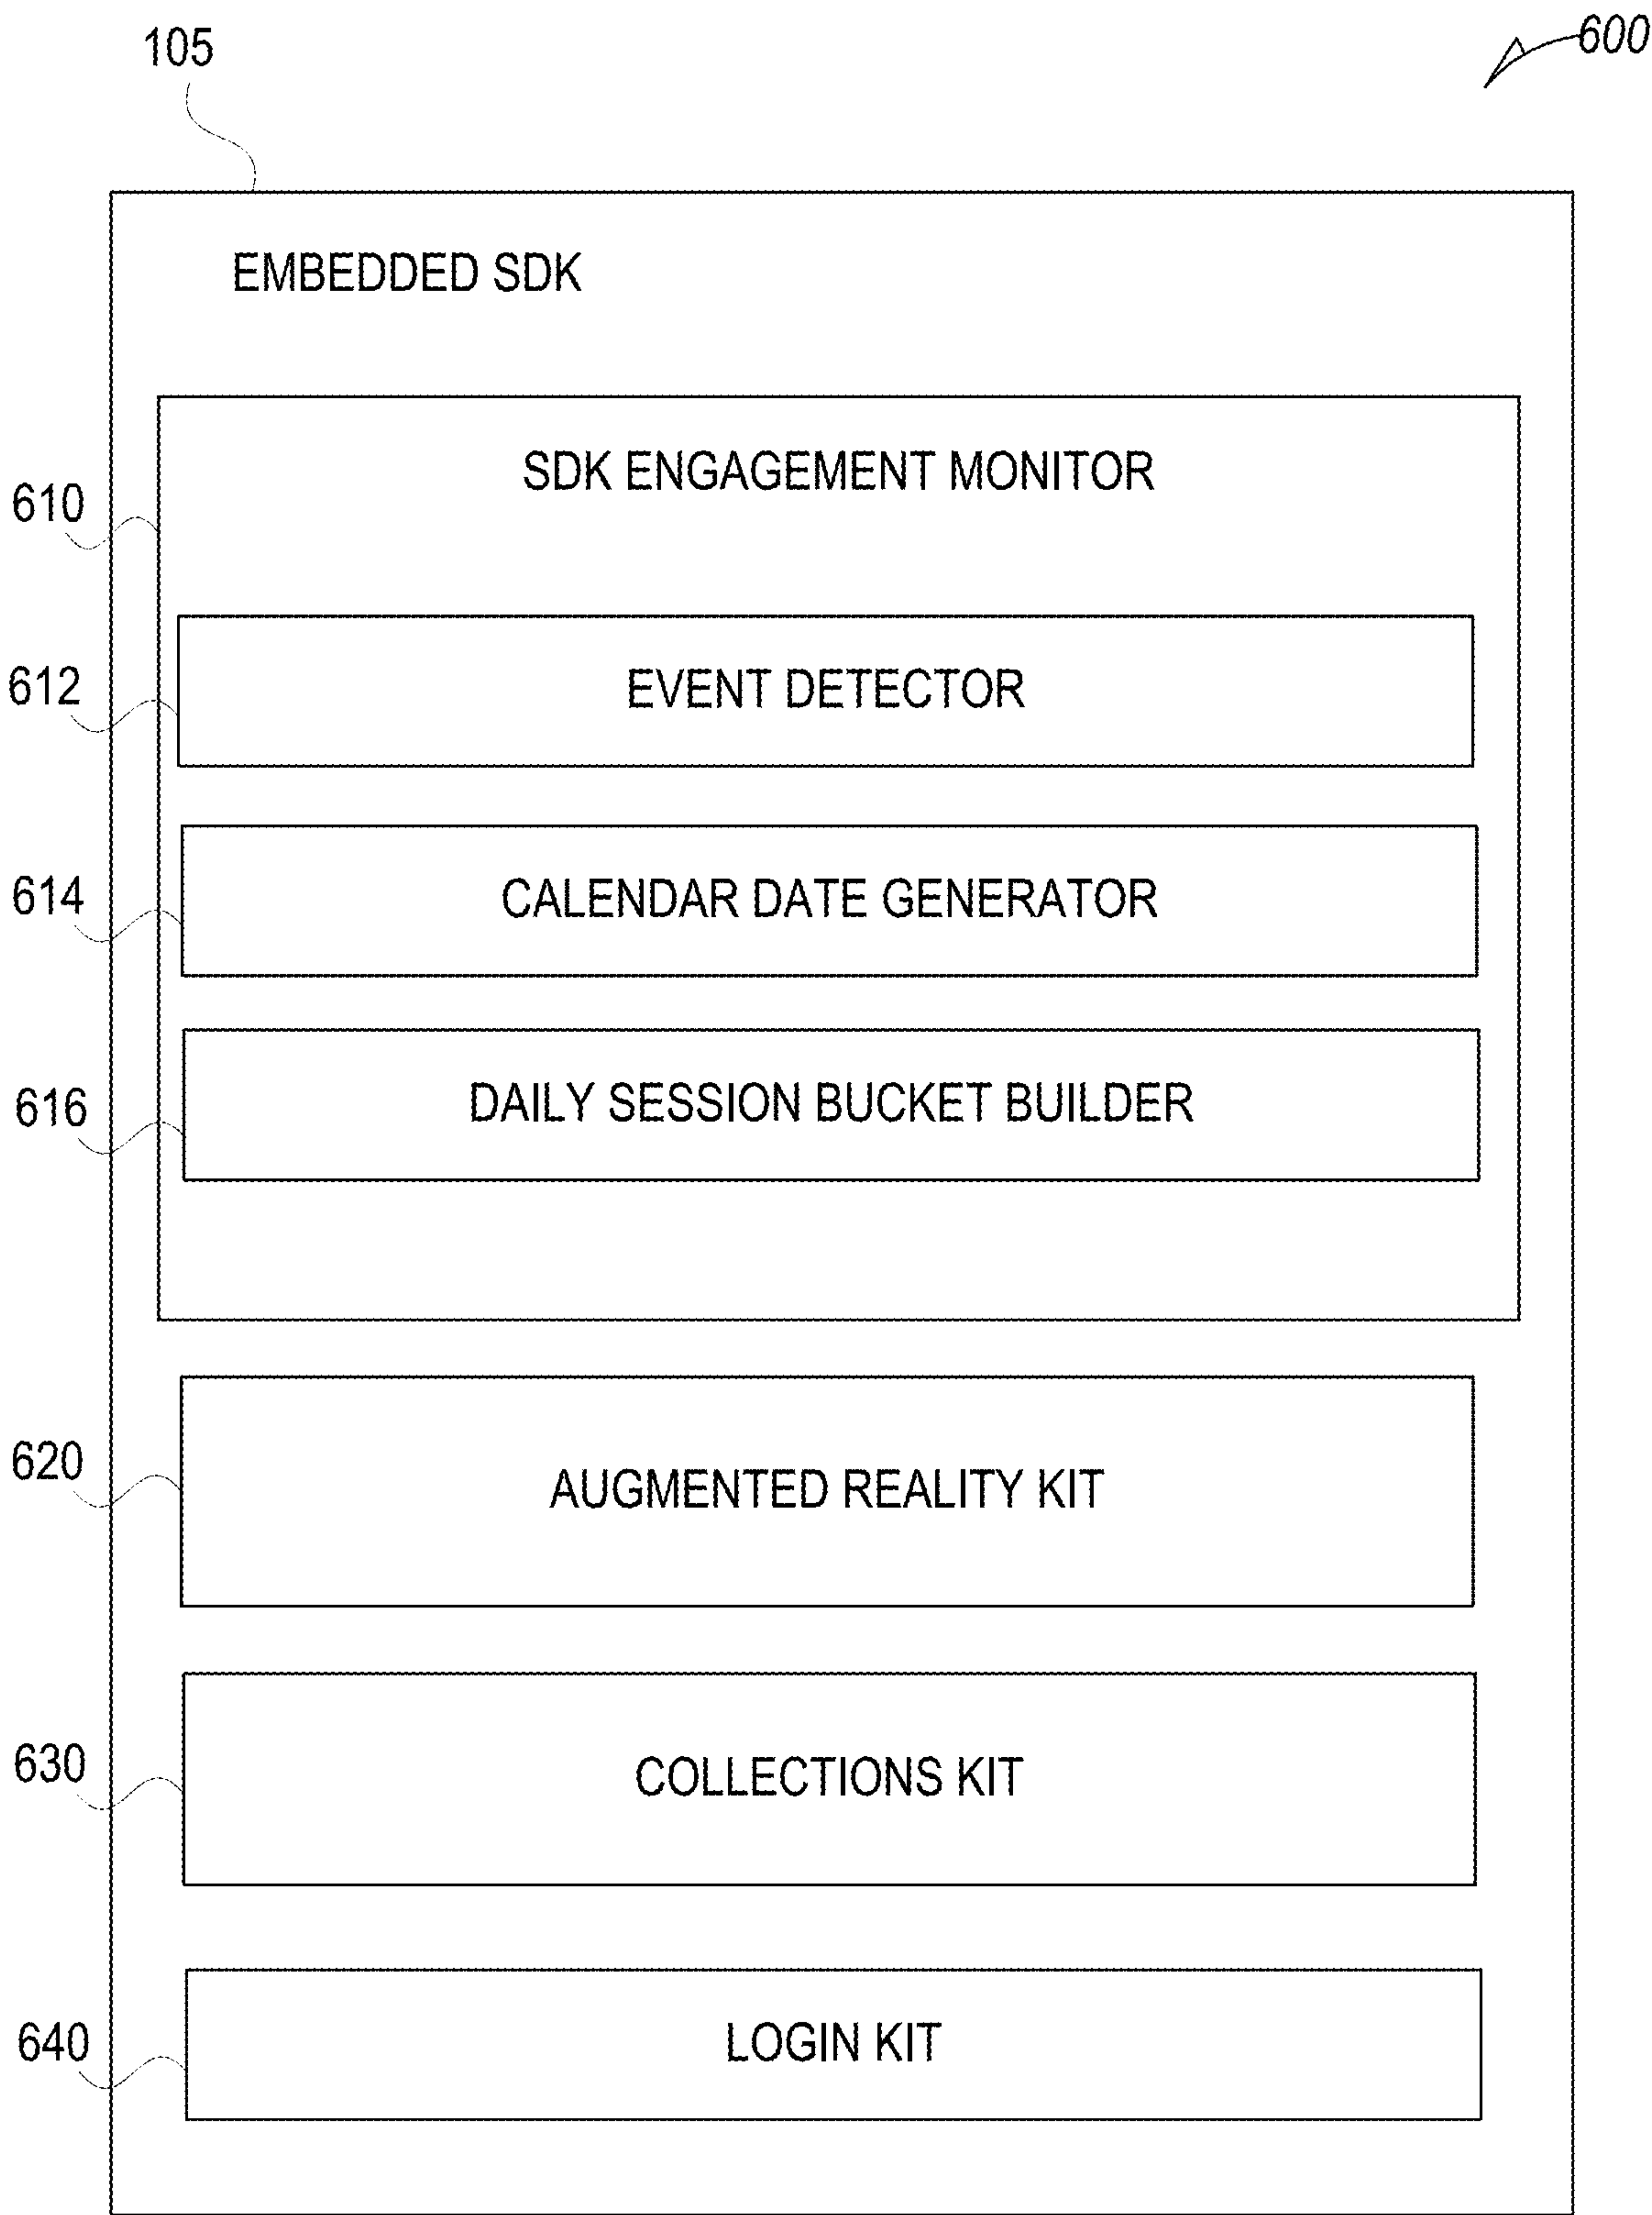 105
600
EMBEDDED SDK
SDK ENGAGEMENT MONITOR
610
612
EVENT DETECTOR
614
CALENDAR DATE GENERATOR
616
DAILY SESSION BUCKET BUILDER
620
AUGMENTED REALITY KIT
630
COLLECTIONS KIT
640
LOGIN KIT